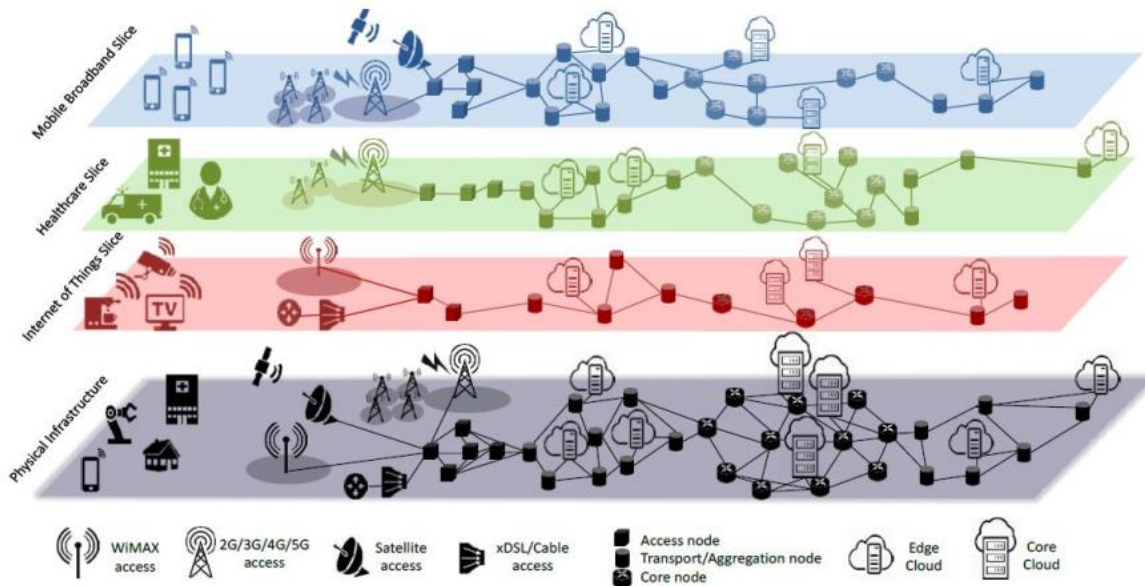 Mobile Broadband Slice
Healthcare Slice
Internet of Things Slice
TV
Physical Infrastructure
WiMAX
access
2G/3G/4G/5G
access
Satellite
access
xDSL/Cable
access
Access node
Transport/Aggregation node
Core node
Edge
Cloud
Core
Cloud